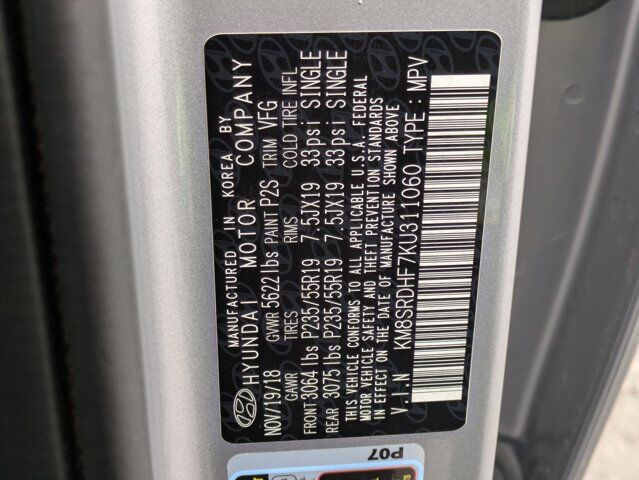 MANUFACTURED IN KOREA BY
HYUNDAI MOTOR COMPANY
NOV/19/18 GVWR 5622lbs PAINT P2S TRIM VFG
GAWR TIRES RIMS COLD TIRE INFL
FRONT 3064 lbs P235/55R19 7.5JX19 33psi SINGLE
REAR 3075 lbs P235/55R19 7.5JX19 33psi SINGLE
THIS VEHICLE CONFORMS TO ALL APPLICABLE U.S.A. FEDERAL
MOTOR VEHICLE SAFETY AND THEFT PREVENTION STANDARDS
IN EFFECT ON THE DATE OF MANUFACTURE SHOWN ABOVE
V.I.N KM8SRDHF7KU311060 TYPE : MPV
P07